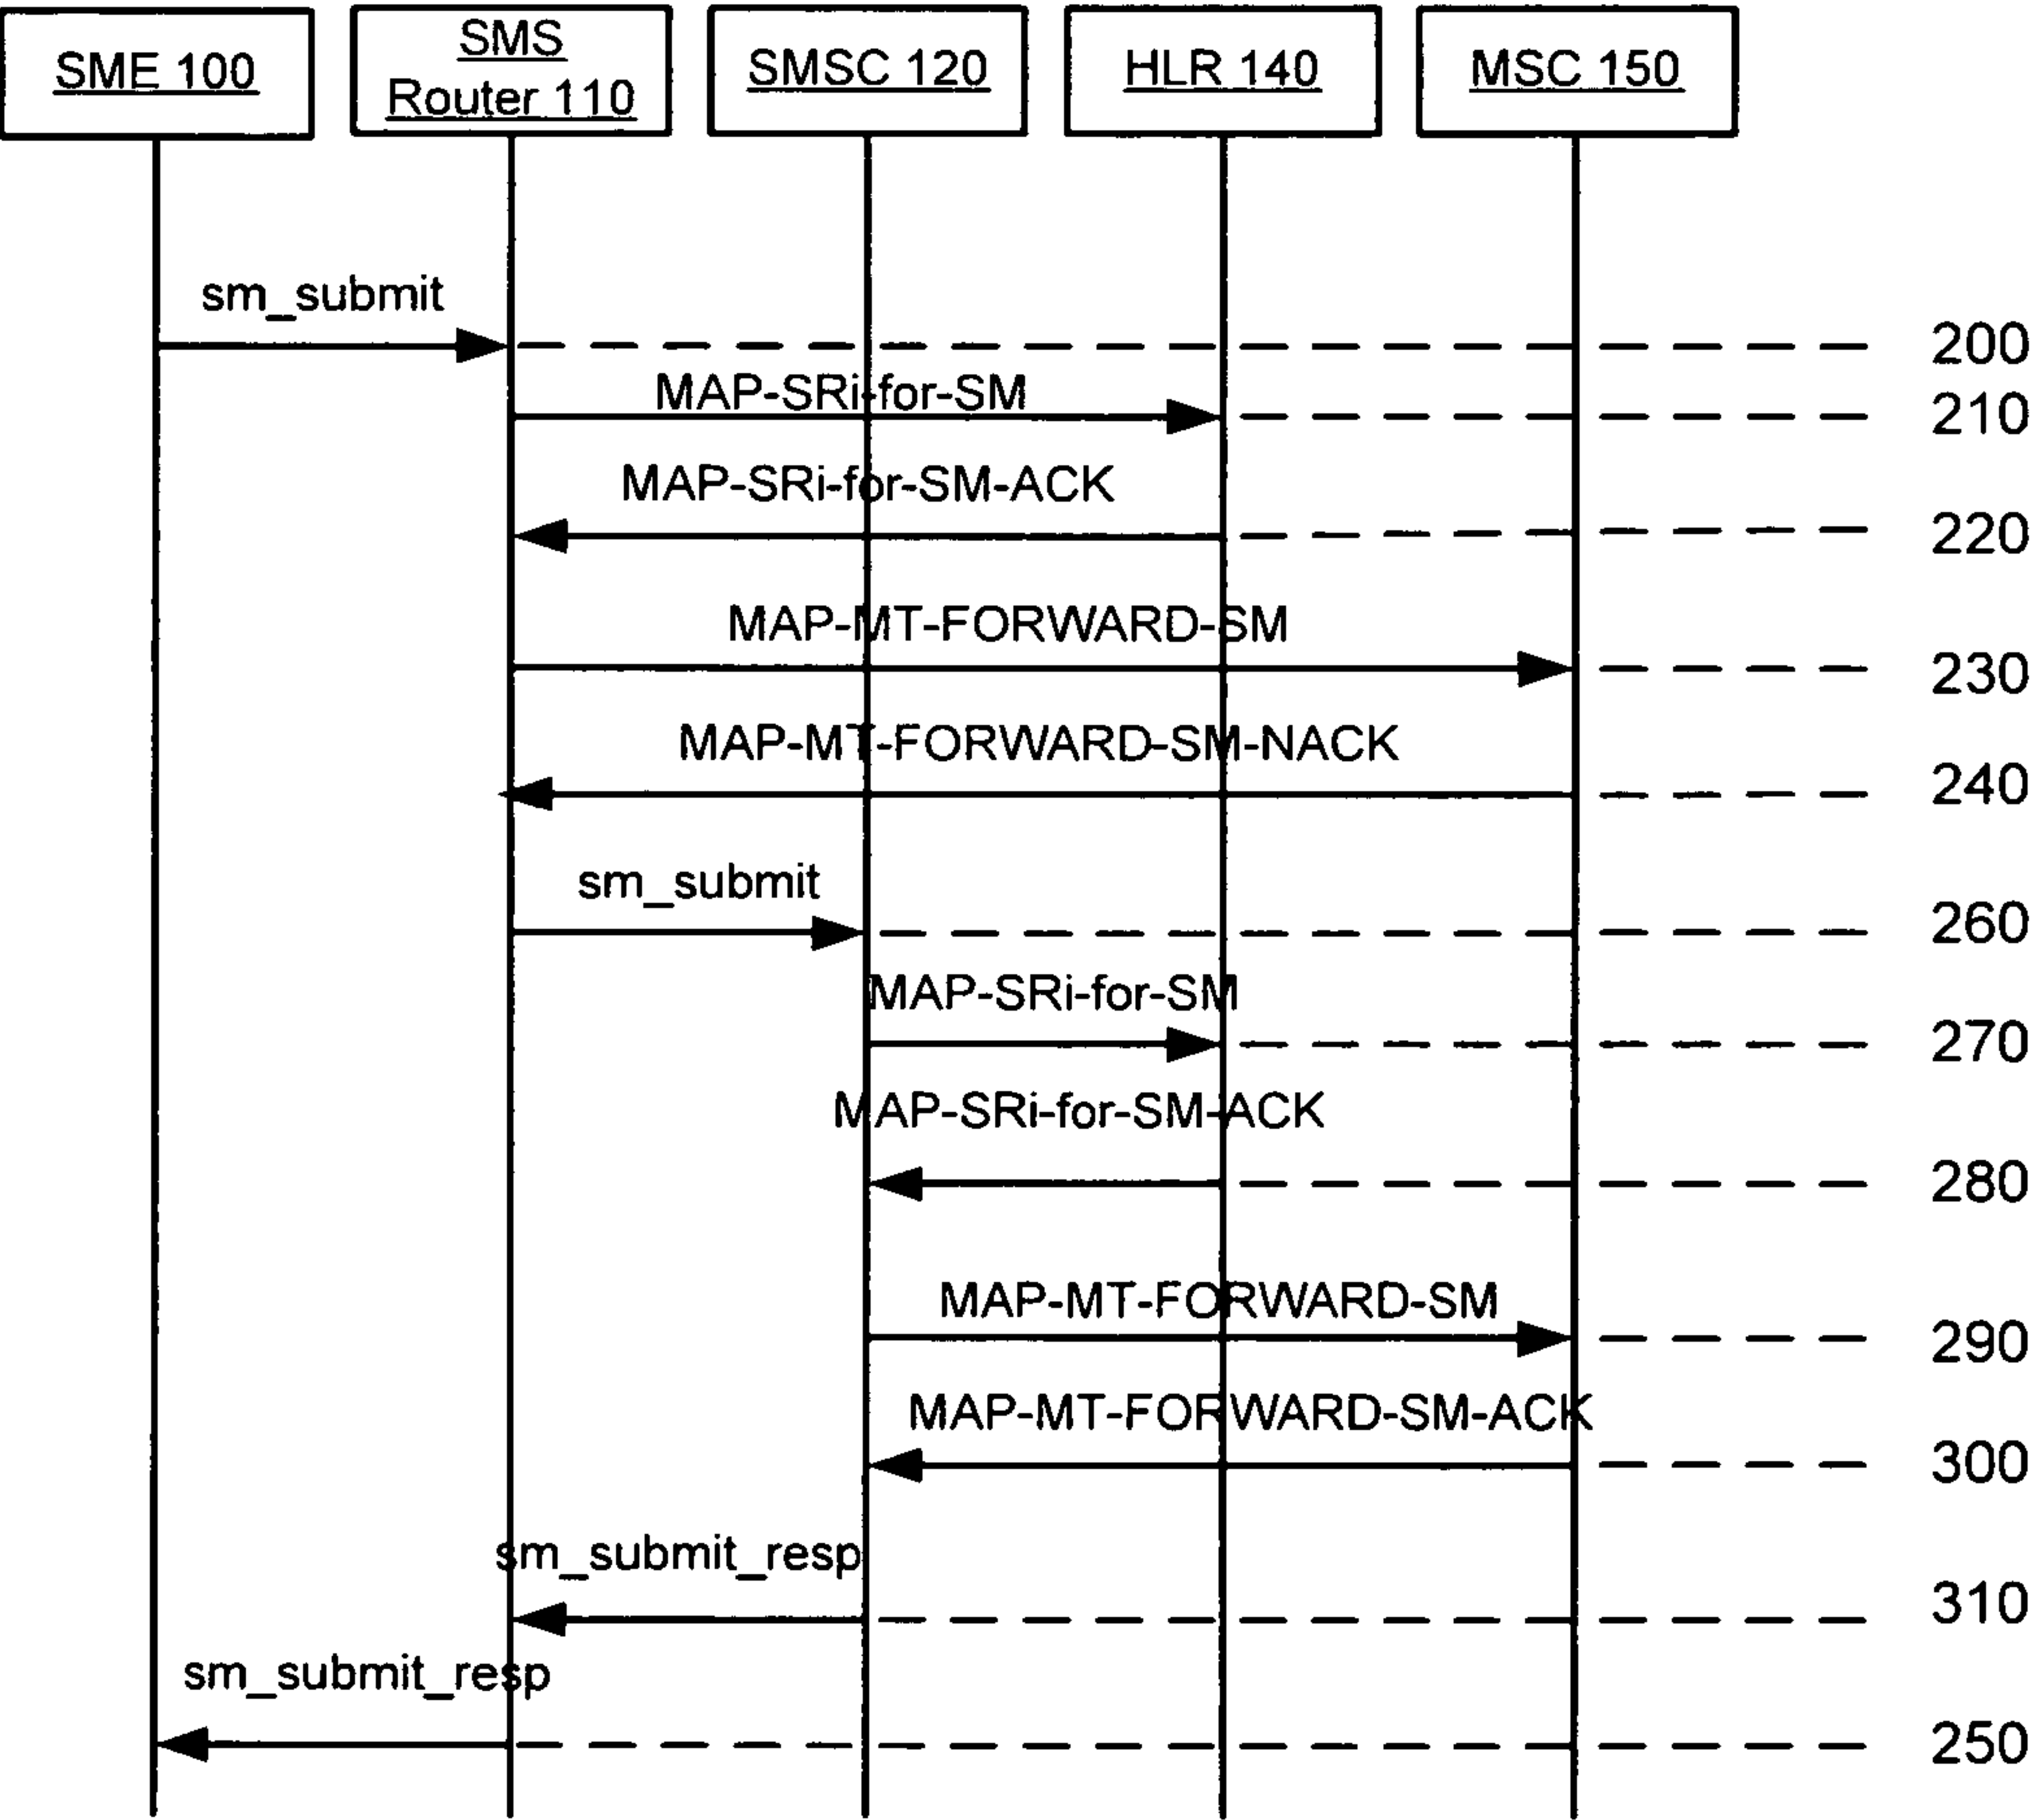 SME 100
SMS
Router 110
SMSC 120
HLR 140
MSC 150
sm_submit
200
MAP-SRi-for-SM
210
MAP-SRi-for-SM-ACK
220
MAP-MT-FORWARD-SM
230
MAP-MT-FORWARD-SM-NACK
240
sm_submit
260
MAP-SRi-for-SM
270
MAP-SRi-for-SM-ACK
280
MAP-MT-FORWARD-SM
290
MAP-MT-FORWARD-SM-ACK
300
sm_submit_resp
310
sm_submit_resp
250